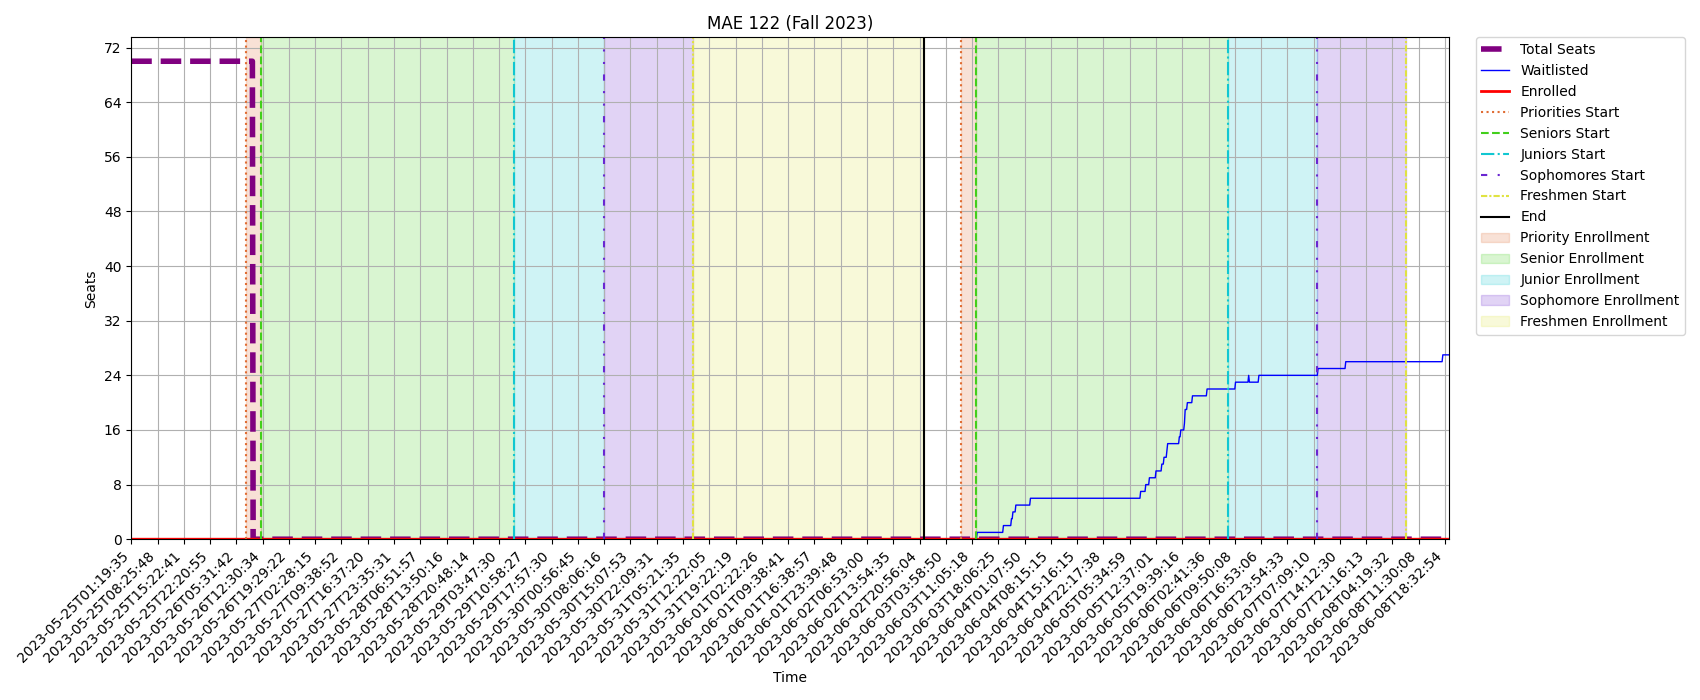 MAE 122 (Fall 2023)
72
64
56
48
40
32
24
16
8
0
Seats
2023-05-25T01:19:35
2023-05-25T08:25:48
2023-05-25T15:22:41
2023-05-25T22:20:55
2023-05-26T05:31:42
2023-05-26T12:30:34
2023-05-26T19:29:22
2023-05-27T02:28:15
2023-05-27T09:38:52
2023-05-27T16:37:20
2023-05-27T23:35:31
2023-05-28T06:51:57
2023-05-28T13:50:16
2023-05-28T20:48:14
2023-05-29T03:47:30
2023-05-29T10:58:27
2023-05-29T17:57:30
2023-05-30T00:56:45
2023-05-30T08:06:16
2023-05-30T15:07:53
2023-05-30T22:09:31
2023-05-31T05:21:35
2023-05-31T12:22:05
2023-05-31T19:22:19
2023-06-01T02:22:26
2023-06-01T09:38:41
2023-06-01T16:38:57
2023-06-01T23:39:48
2023-06-02T06:53:00
2023-06-02T13:54:35
2023-06-02T20:56:04
2023-06-03T03:58:50
2023-06-03T11:05:18
2023-06-03T18:06:25
2023-06-04T01:07:50
2023-06-04T08:15:15
2023-06-04T15:16:15
2023-06-04T22:17:38
2023-06-05T05:34:59
2023-06-05T12:37:01
2023-06-05T19:39:16
2023-06-06T02:41:36
2023-06-06T09:50:08
2023-06-06T16:53:06
2023-06-06T23:54:33
2023-06-07T07:09:10
2023-06-07T14:12:30
2023-06-07T21:16:13
2023-06-08T04:19:32
2023-06-08T11:30:08
2023-06-08T18:32:54
Time
Total Seats
Waitlisted
Enrolled
Priorities Start
Seniors Start
Juniors Start
Sophomores Start
Freshmen Start
End
Priority Enrollment
Senior Enrollment
Junior Enrollment
Sophomore Enrollment
Freshmen Enrollment